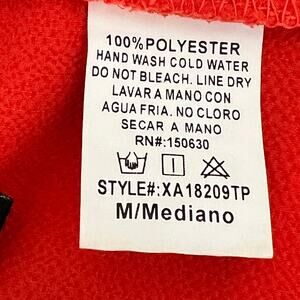 100% POLYESTER
HAND WASH COLD WATER
DO NOT BLEACH. LINE DRY
LAVAR A MANO CON
AGUA FRIA. NO CLORO
SECAR A MANO
RN#:150630
STYLE#:XA18209TP
M/Mediano